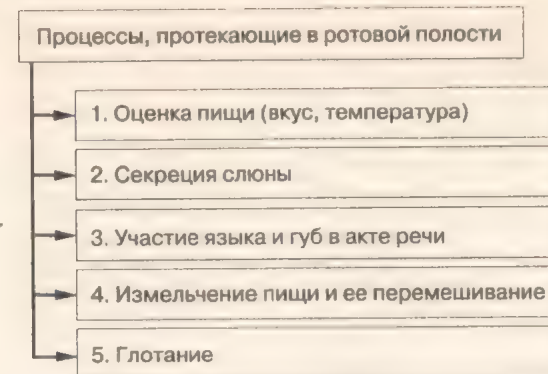 Процессы, протекающие в ротовой полости
1. Оценка пищи (вкус, температура)
2. Секреция слюны
3. Участие языка и губ в акте речи
4. Измельчение пищи и ее перемешивание
5. Глотание